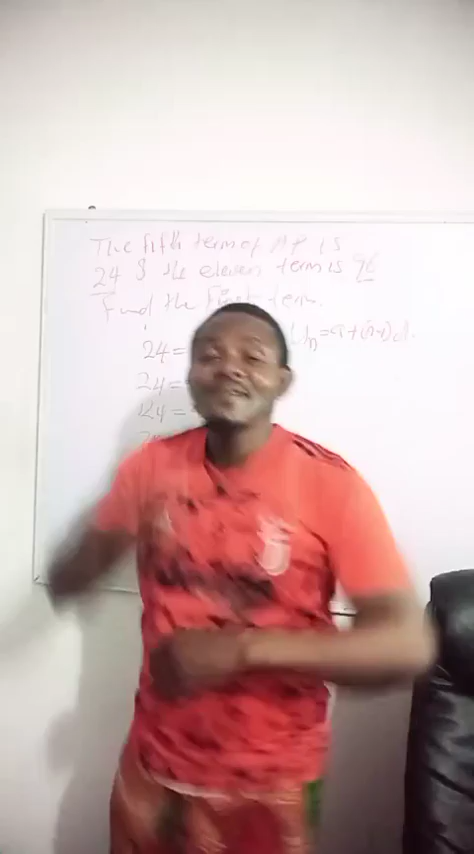 The fifth term of AP is
24 & the eleven term is 96
Find the first term.
Un=a+(n-1)d.
24=
24=
24=